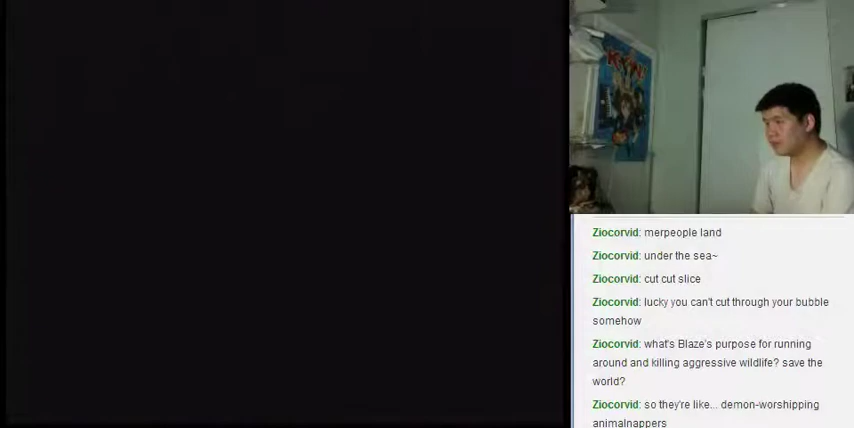 K-ON!
Ziocorvid: merpeople land
Ziocorvid: under the sea~
Ziocorvid: cut cut slice
Ziocorvid: lucky you can't cut through your bubble
somehow
Ziocorvid: what's Blaze's purpose for running
around and killing aggressive wildlife? save the
world?
Ziocorvid: so they're like... demon-worshipping
animalnappers